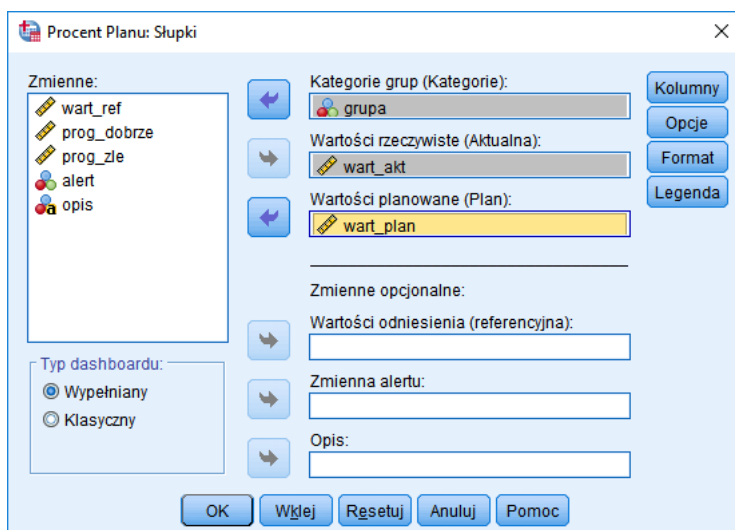 Procent Planu: Słupki
Zmienne:
wart_ref
prog_dobrze
prog_zle
alert
opis
Typ dashboardu:
Wypełniany
Klasyczny
Kategorie grup (Kategorie):
grupa
Wartości rzeczywiste (Aktualna):
wart_akt
Wartości planowane (Plan):
wart_plan
Zmienne opcjonalne:
Wartości odniesienia (referencyjna):
Zmienna alertu:
Opis:
Kolumny
Opcje
Format
Legenda
OK Wklej Resetuj Anuluj Pomoc